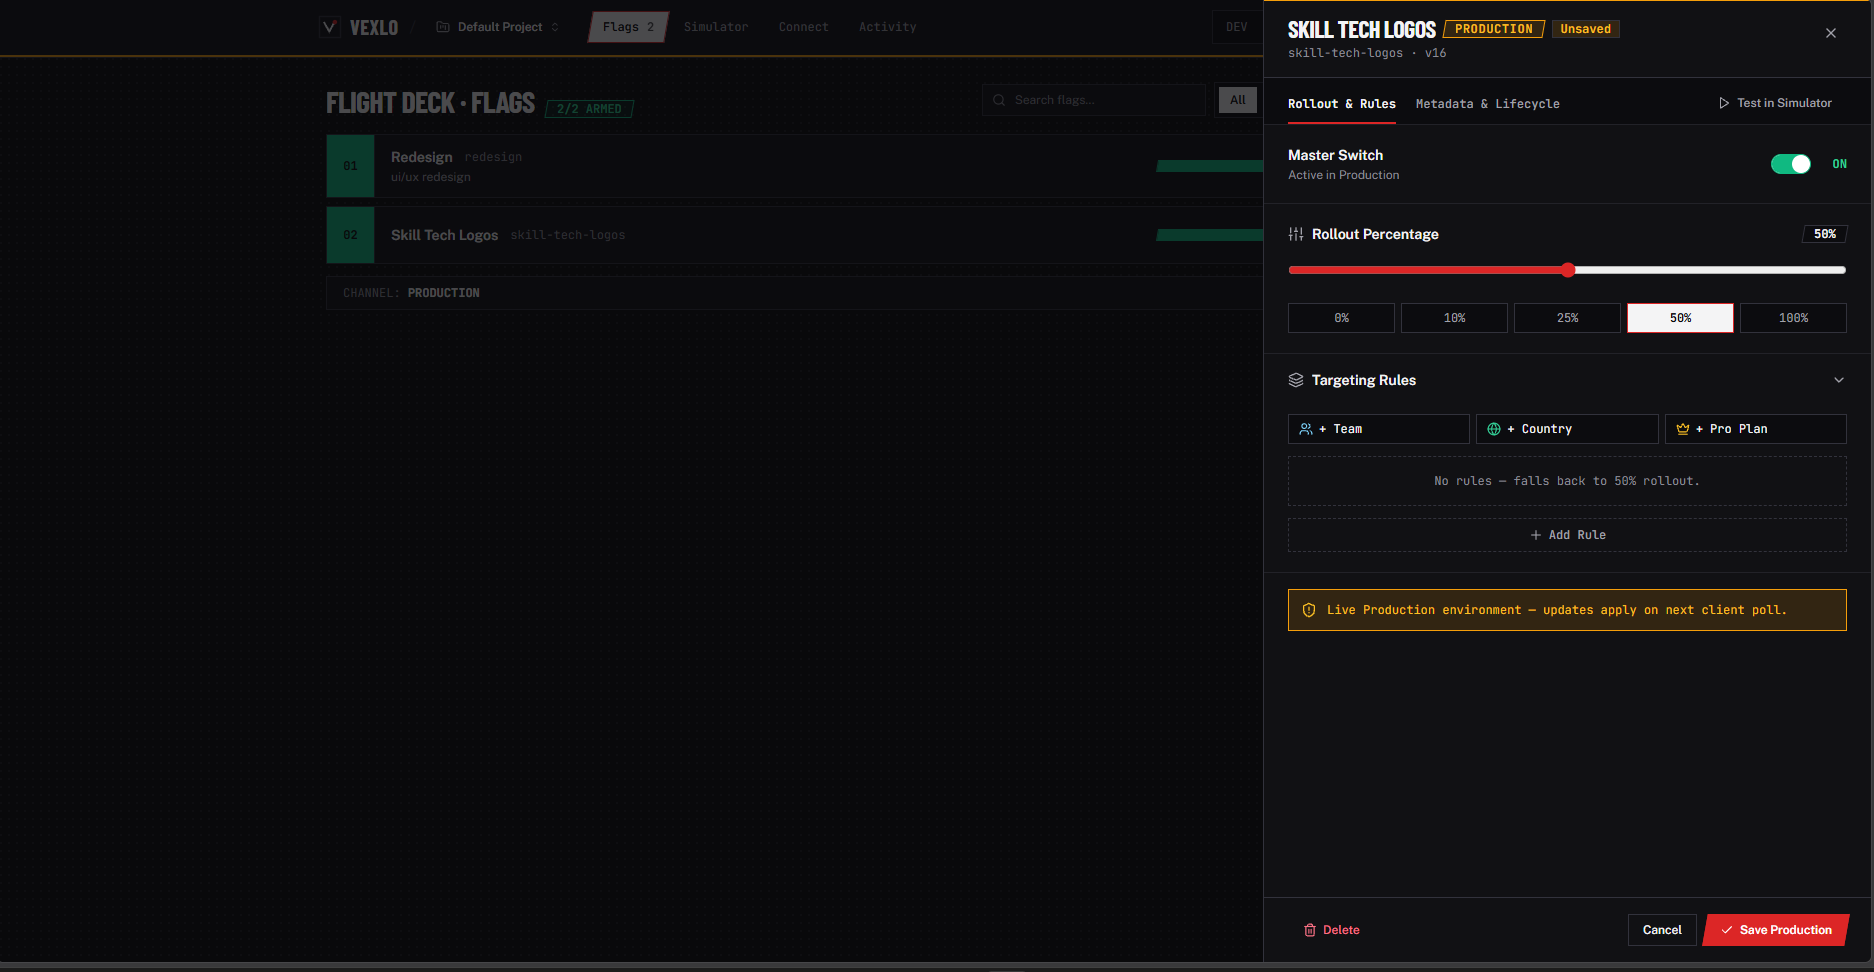 VEXLO / Default Project Flags 2 Simulator Connect Activity DEV
FLIGHT DECK · FLAGS 2/2 ARMED Search flags... All
01 Redesign redesign
ui/ux redesign
02 Skill Tech Logos skill-tech-logos
CHANNEL: PRODUCTION
SKILL TECH LOGOS PRODUCTION Unsaved
skill-tech-logos · v16
Rollout & Rules Metadata & Lifecycle Test in Simulator
Master Switch
Active in Production
ON
Rollout Percentage 50%
0% 10% 25% 50% 100%
Targeting Rules
+ Team + Country + Pro Plan
No rules — falls back to 50% rollout.
+ Add Rule
Live Production environment — updates apply on next client poll.
Delete Cancel Save Production